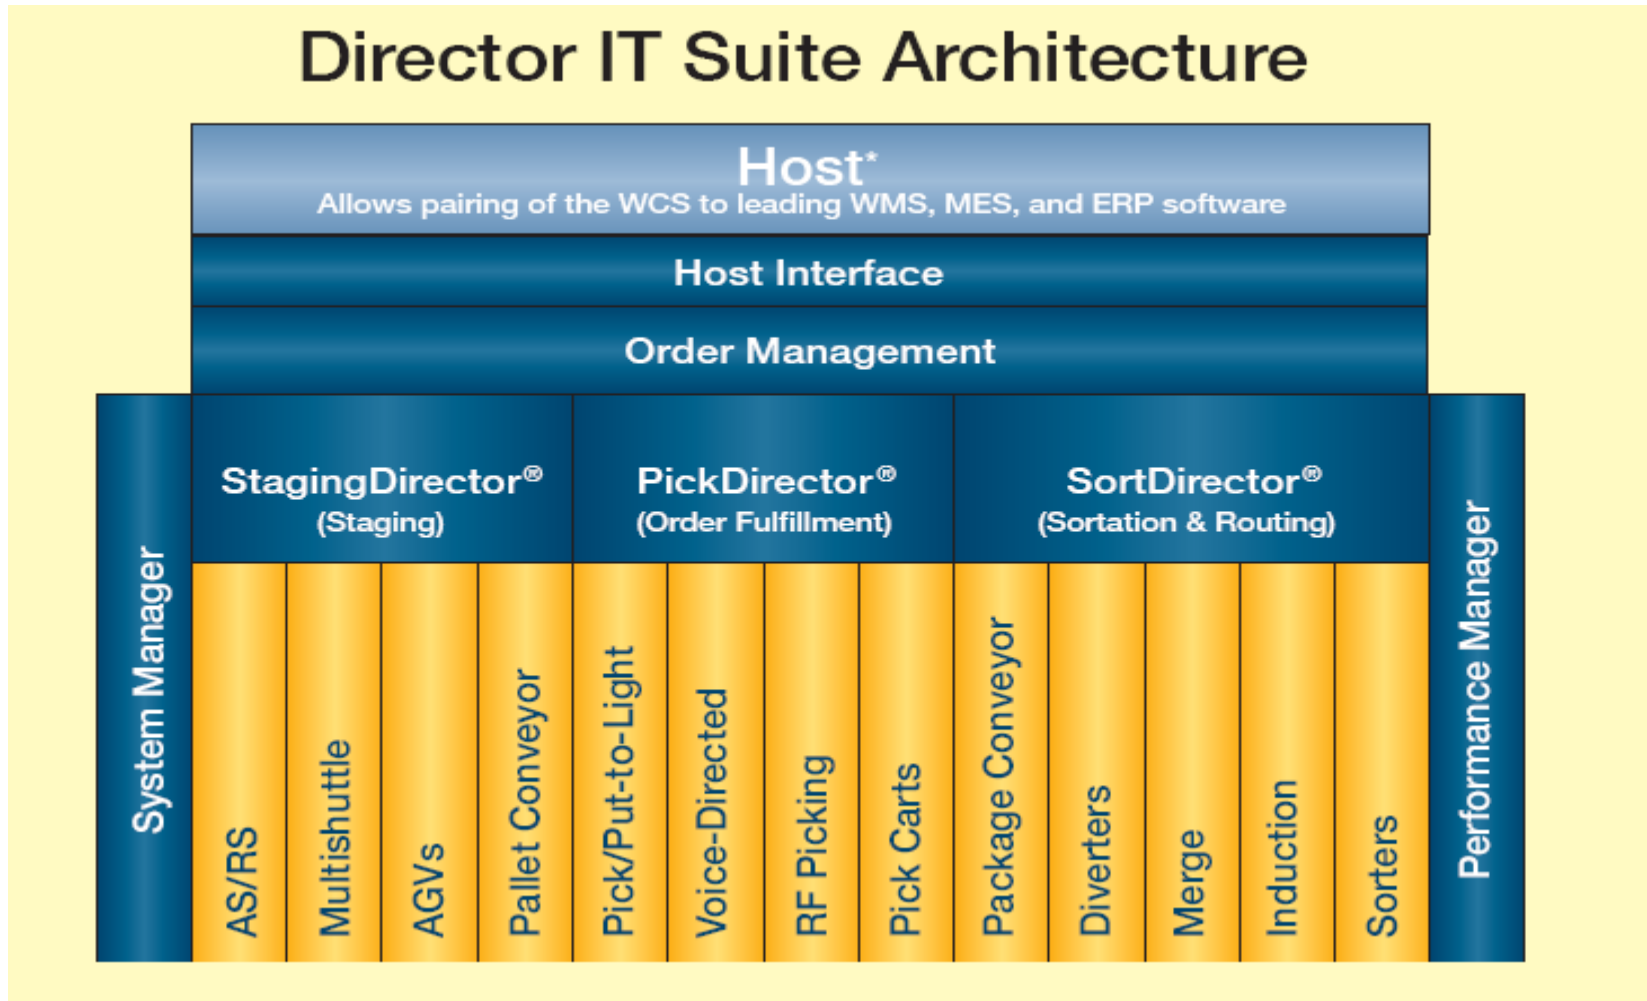 Director IT Suite Architecture
Host*
Allows pairing of the WCS to leading WMS, MES, and ERP software
Host Interface
Order Management
System Manager
StagingDirector®
(Staging)
PickDirector®
(Order Fulfillment)
SortDirector®
(Sortation & Routing)
AS/RS
Multishuttle
AGVs
Pallet Conveyor
Pick/Put-to-Light
Voice-Directed
RF Picking
Pick Carts
Package Conveyor
Diverters
Merge
Induction
Sorters
Performance Manager